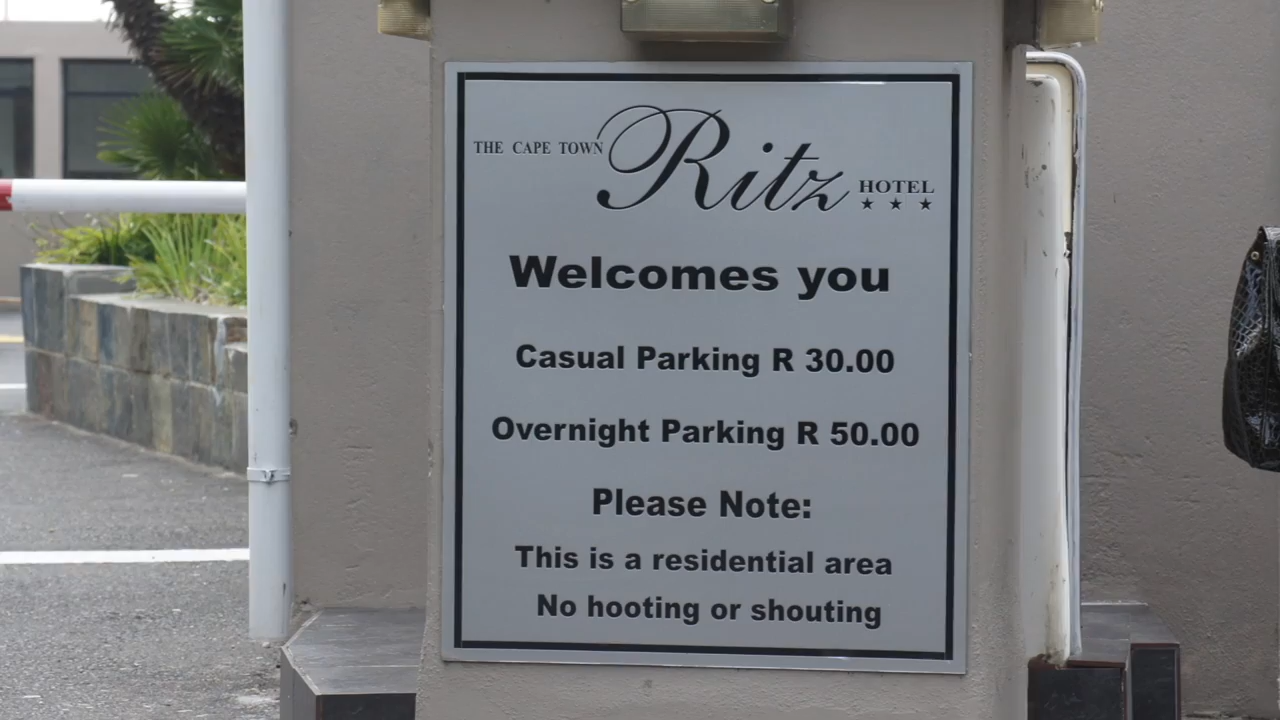 THE CAPE TOWN Ritz HOTEL
★ ★ ★
Welcomes you
Casual Parking R 30.00
Overnight Parking R 50.00
Please Note:
This is a residential area
No hooting or shouting